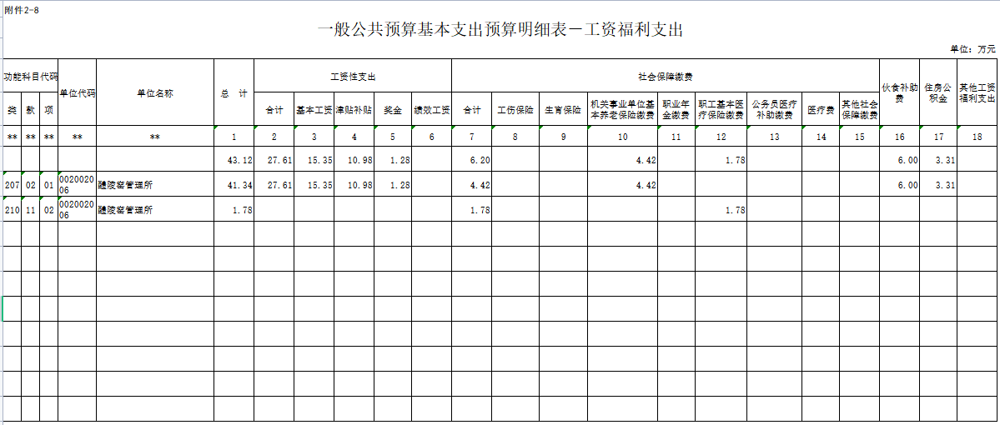 附件2-8
一般公共预算基本支出预算明细表－工资福利支出
单位：万元
功能科目代码 单位代码 单位名称 总 计 工资性支出 社会保障缴费 伙食补助费 住房公积金 其他工资福利支出
类 款 项 合计 基本工资 津贴补贴 奖金 绩效工资 合计 工伤保险 生育保险 机关事业单位基本养老保险缴费 职业年金缴费 职工基本医疗保险缴费 公务员医疗补助缴费 医疗费 其他社会保障缴费
** ** ** ** ** 1 2 3 4 5 6 7 8 9 10 11 12 13 14 15 16 17 18
43.12 27.61 15.35 10.98 1.28 6.20 4.42 1.78 6.00 3.31
207 02 01 002002006 醴陵窑管理所 41.34 27.61 15.35 10.98 1.28 4.42 4.42 6.00 3.31
210 11 02 002002006 醴陵窑管理所 1.78 1.78 1.78